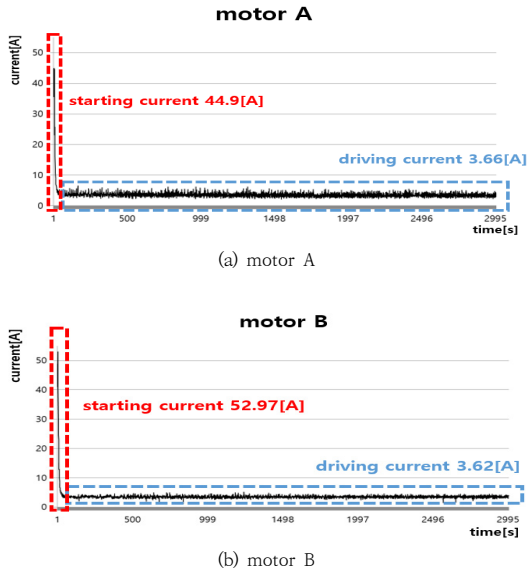 motor A
current[A]
50
starting current 44.9[A]
40
30
20
driving current 3.66[A]
10
0
1 500 999 1498 1997 2496 2995
time[s]
(a) motor A
motor B
current[A]
50
starting current 52.97[A]
40
30
20
driving current 3.62[A]
10
0
1 500 999 1498 1997 2496 2995
time[s]
(b) motor B